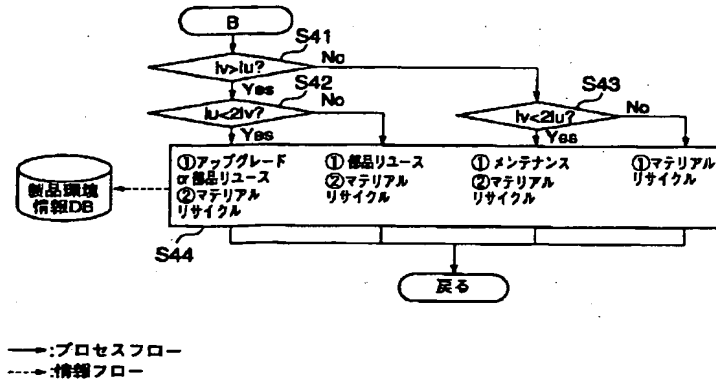 B
S41
lv>lu?
No
Yes
S42
lu<2lv?
No
Yes
S43
lv<2lu?
No
Yes
①アップグレード
or部品リユース
②マテリアル
リサイクル
①部品リユース
②マテリアル
リサイクル
①メンテナンス
②マテリアル
リサイクル
①マテリアル
リサイクル
製品環境
情報DB
S44
戻る
:プロセスフロー
:情報フロー